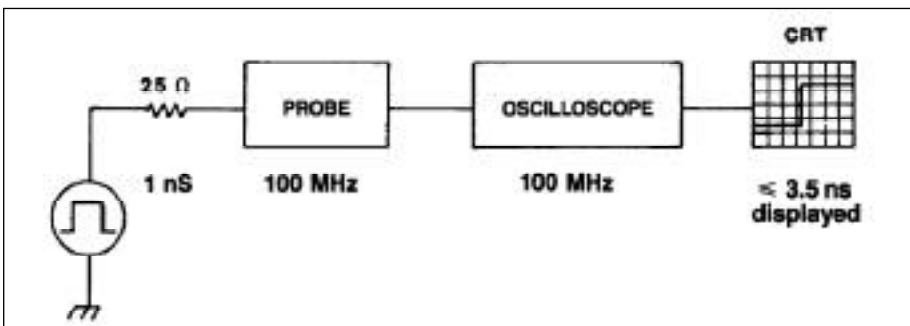 CRT
25 Ω
PROBE
OSCILLOSCOPE
1 nS
100 MHz
100 MHz
≤ 3.5 ns
displayed